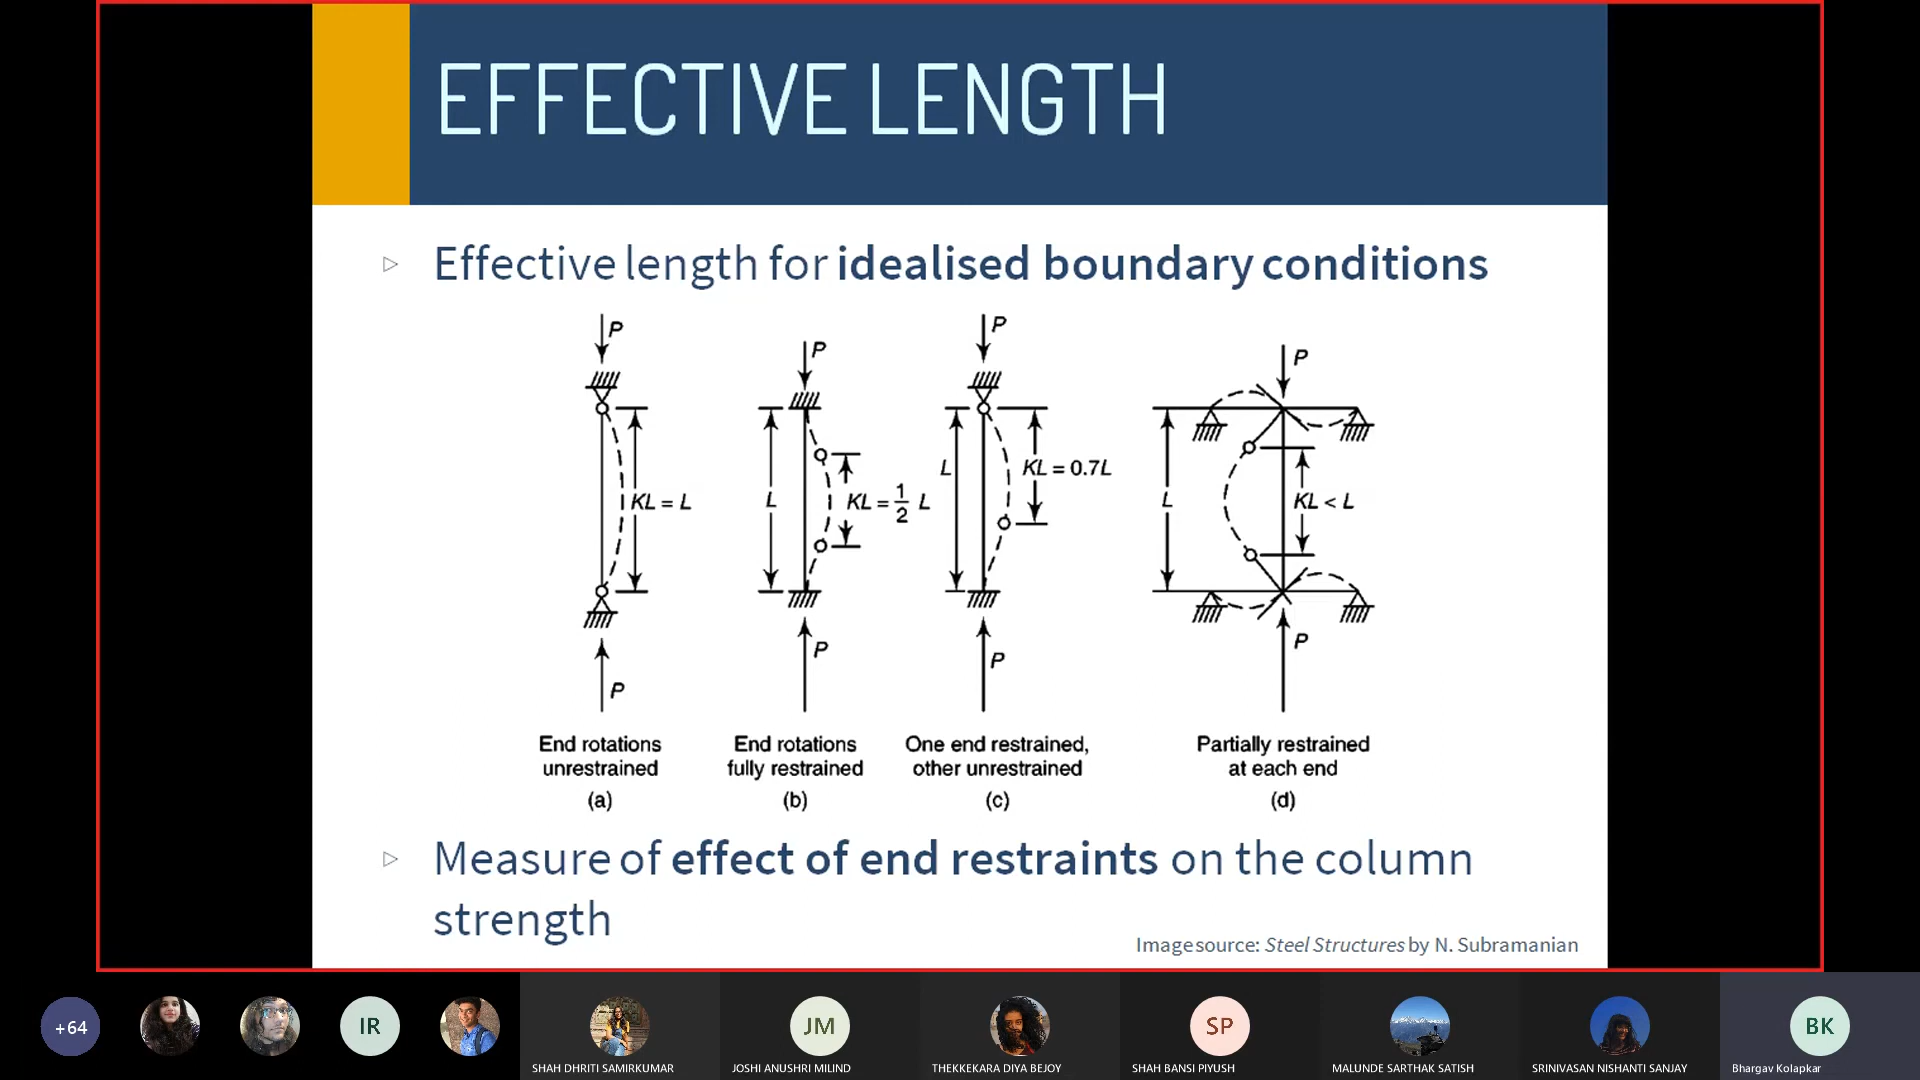 EFFECTIVE LENGTH
▷ Effective length for idealised boundary conditions
P
P
P
P
KL = L
L
KL = 1/2 L
L
KL = 0.7L
L
KL < L
P
P
P
P
End rotations
unrestrained
(a)
End rotations
fully restrained
(b)
One end restrained,
other unrestrained
(c)
Partially restrained
at each end
(d)
▷ Measure of effect of end restraints on the column
strength
Image source: Steel Structures by N. Subramanian
+64
IR
JM
SP
BK
SHAH DHRITI SAMIRKUMAR
JOSHI ANUSHRI MILIND
THEKKEKARA DIYA BEJOY
SHAH BANSI PIYUSH
MALUNDE SARTHAK SATISH
SRINIVASAN NISHANTI SANJAY
Bhargav Kolapkar